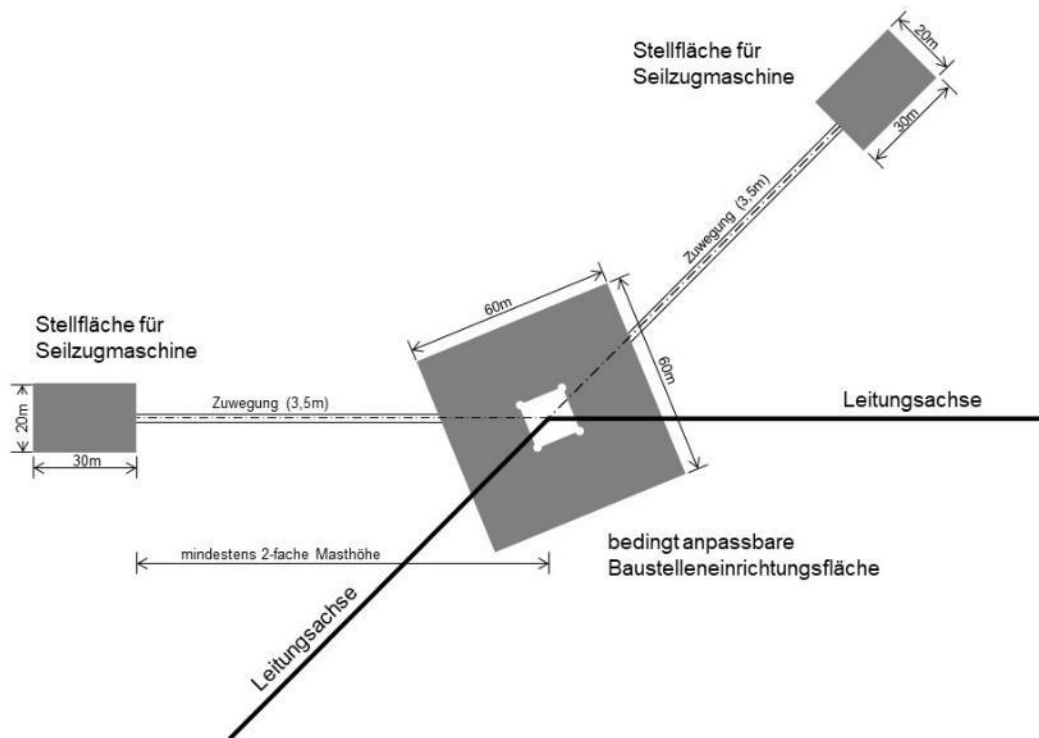 Stellfläche für
Seilzugmaschine
20m
30m
Zuwegung (3,5m)
60m
60m
Stellfläche für
Seilzugmaschine
20m
30m
Zuwegung (3,5m)
Leitungsachse
mindestens 2-fache Masthöhe
bedingt anpassbare
Baustelleneinrichtungsfläche
Leitungsachse